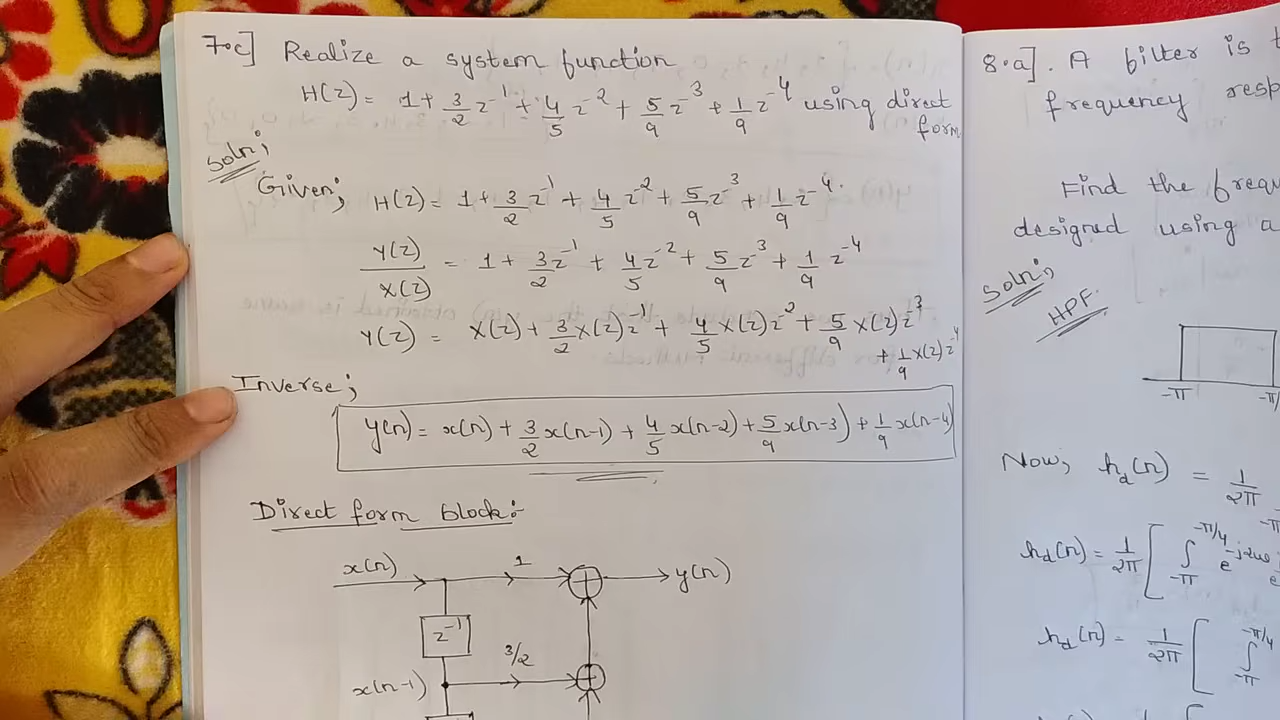 7.c] Realize a system function
H(z) = 1 + 3/2 z^-1 + 4/5 z^-2 + 5/9 z^-3 + 1/9 z^-4 using direct
form
Soln;
Given; H(z) = 1 + 3/2 z^-1 + 4/5 z^-2 + 5/9 z^-3 + 1/9 z^-4.
Y(z)/X(z) = 1 + 3/2 z^-1 + 4/5 z^-2 + 5/9 z^-3 + 1/9 z^-4
Y(z) = X(z) + 3/2 X(z) z^-1 + 4/5 X(z) z^-2 + 5/9 X(z) z^-3
+ 1/9 X(z) z^-4
Inverse;
y(n) = x(n) + 3/2 x(n-1) + 4/5 x(n-2) + 5/9 x(n-3) + 1/9 x(n-4)
Direct form block:-
x(n) 1 + y(n)
z^-1
3/2
x(n-1) +
8.a]. A filter is
frequency resp
Find the frequ
designed using a
Soln;
HPF.
-π -π/
Now; h_d(n) = 1/2π
-π
h_d(n) = 1/2π [ ∫_-π^-π/4 e^-j2ω
e
h_d(n) = 1/2π [ ∫_-π^-π/4